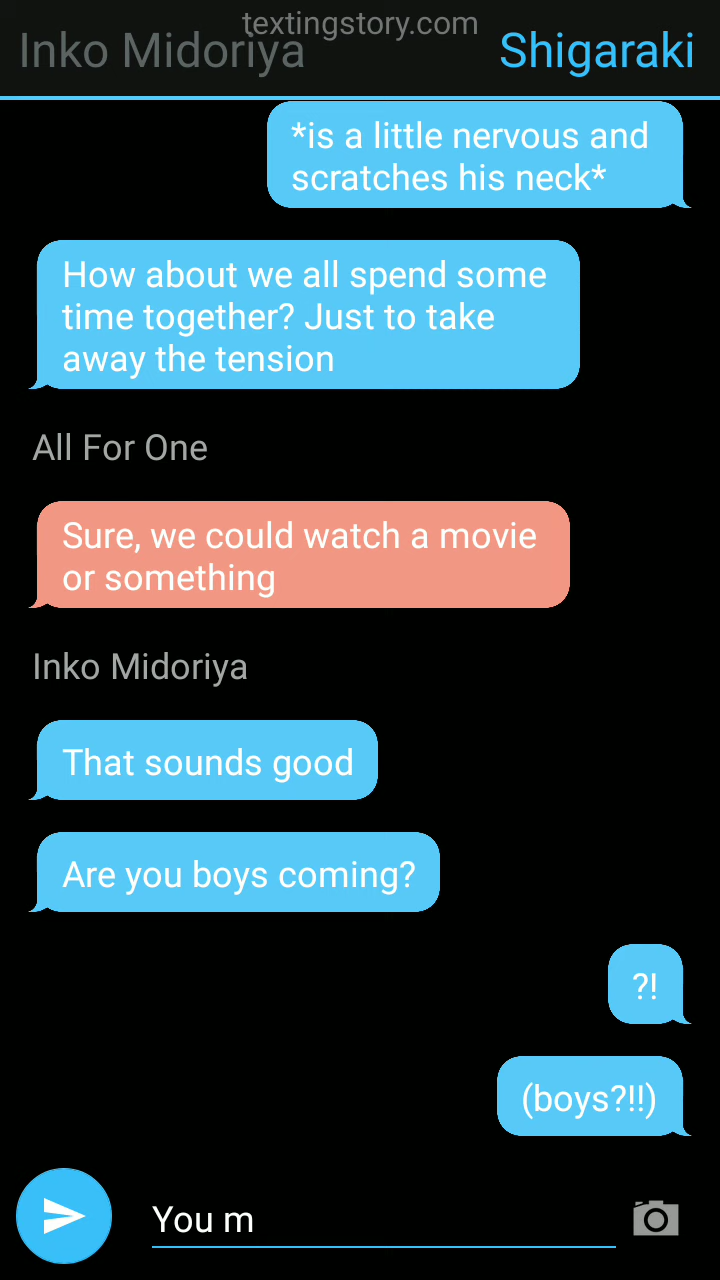 textingstory.com
Inko Midoriya
Shigaraki
*is a little nervous and
scratches his neck*
How about we all spend some
time together? Just to take
away the tension
All For One
Sure, we could watch a movie
or something
Inko Midoriya
That sounds good
Are you boys coming?
?!
(boys?!!)
You m